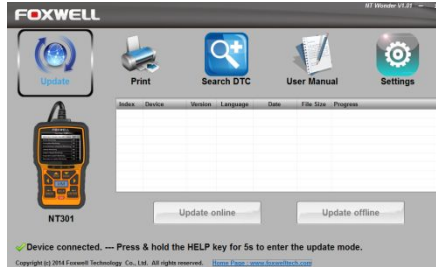 NT Wonder V1.01
FOXWELL
Update Print Search DTC User Manual Settings
Index Device Version Language Date File Size Progress
NT301
Update online Update offline
Device connected. --- Press & hold the HELP key for 5s to enter the update mode.
Copyright (c) 2014 Foxwell Technology Co., Ltd. All rights reserved. Home Page : www.foxwelltech.com